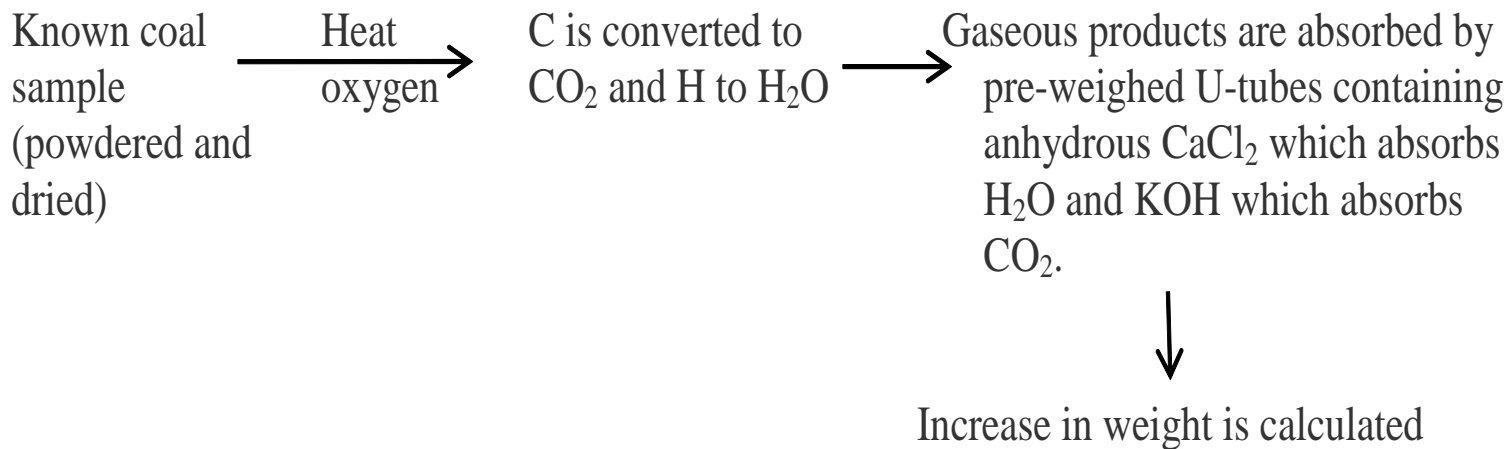 Known coal
sample
(powdered and
dried)
Heat
oxygen
C is converted to
CO₂ and H to H₂O
Gaseous products are absorbed by
pre-weighed U-tubes containing
anhydrous CaCl₂ which absorbs
H₂O and KOH which absorbs
CO₂.
Increase in weight is calculated